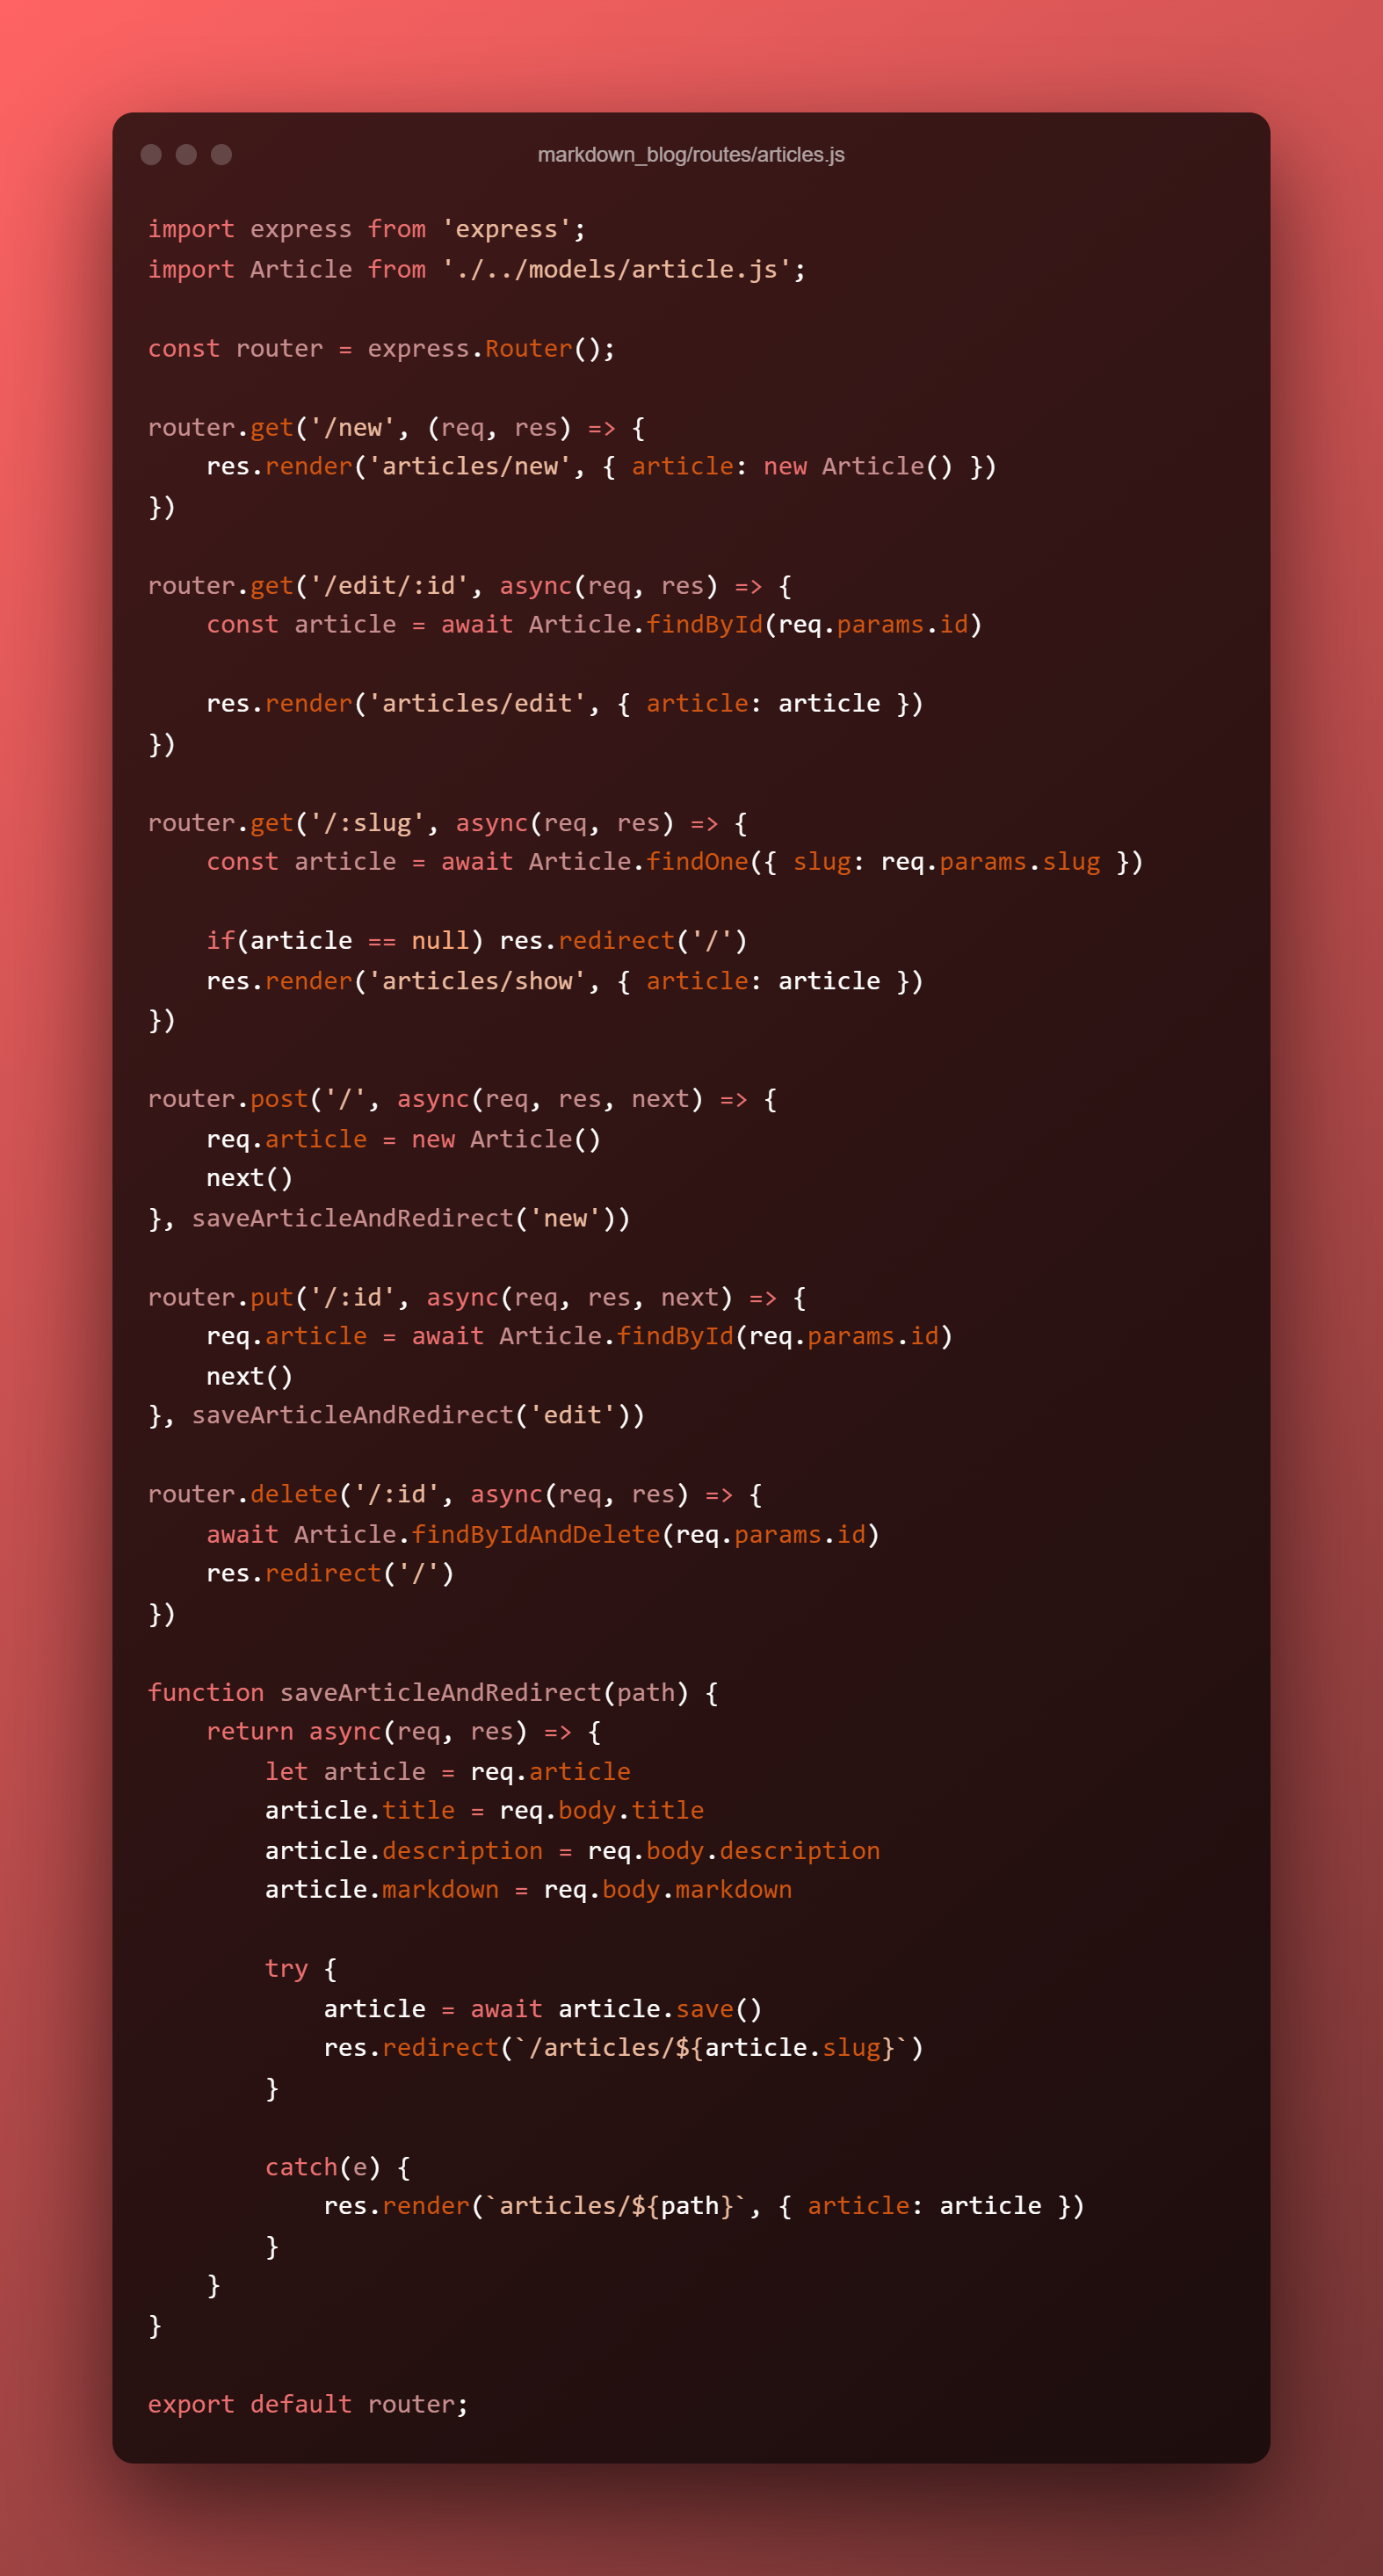 markdown_blog/routes/articles.js
import express from 'express';
import Article from './../models/article.js';

const router = express.Router();

router.get('/new', (req, res) => {
    res.render('articles/new', { article: new Article() })
})

router.get('/edit/:id', async(req, res) => {
    const article = await Article.findById(req.params.id)

    res.render('articles/edit', { article: article })
})

router.get('/:slug', async(req, res) => {
    const article = await Article.findOne({ slug: req.params.slug })

    if(article == null) res.redirect('/')
    res.render('articles/show', { article: article })
})

router.post('/', async(req, res, next) => {
    req.article = new Article()
    next()
}, saveArticleAndRedirect('new'))

router.put('/:id', async(req, res, next) => {
    req.article = await Article.findById(req.params.id)
    next()
}, saveArticleAndRedirect('edit'))

router.delete('/:id', async(req, res) => {
    await Article.findByIdAndDelete(req.params.id)
    res.redirect('/')
})

function saveArticleAndRedirect(path) {
    return async(req, res) => {
        let article = req.article
        article.title = req.body.title
        article.description = req.body.description
        article.markdown = req.body.markdown

        try {
            article = await article.save()
            res.redirect(`/articles/${article.slug}`)
        }

        catch(e) {
            res.render(`articles/${path}`, { article: article })
        }
    }
}

export default router;